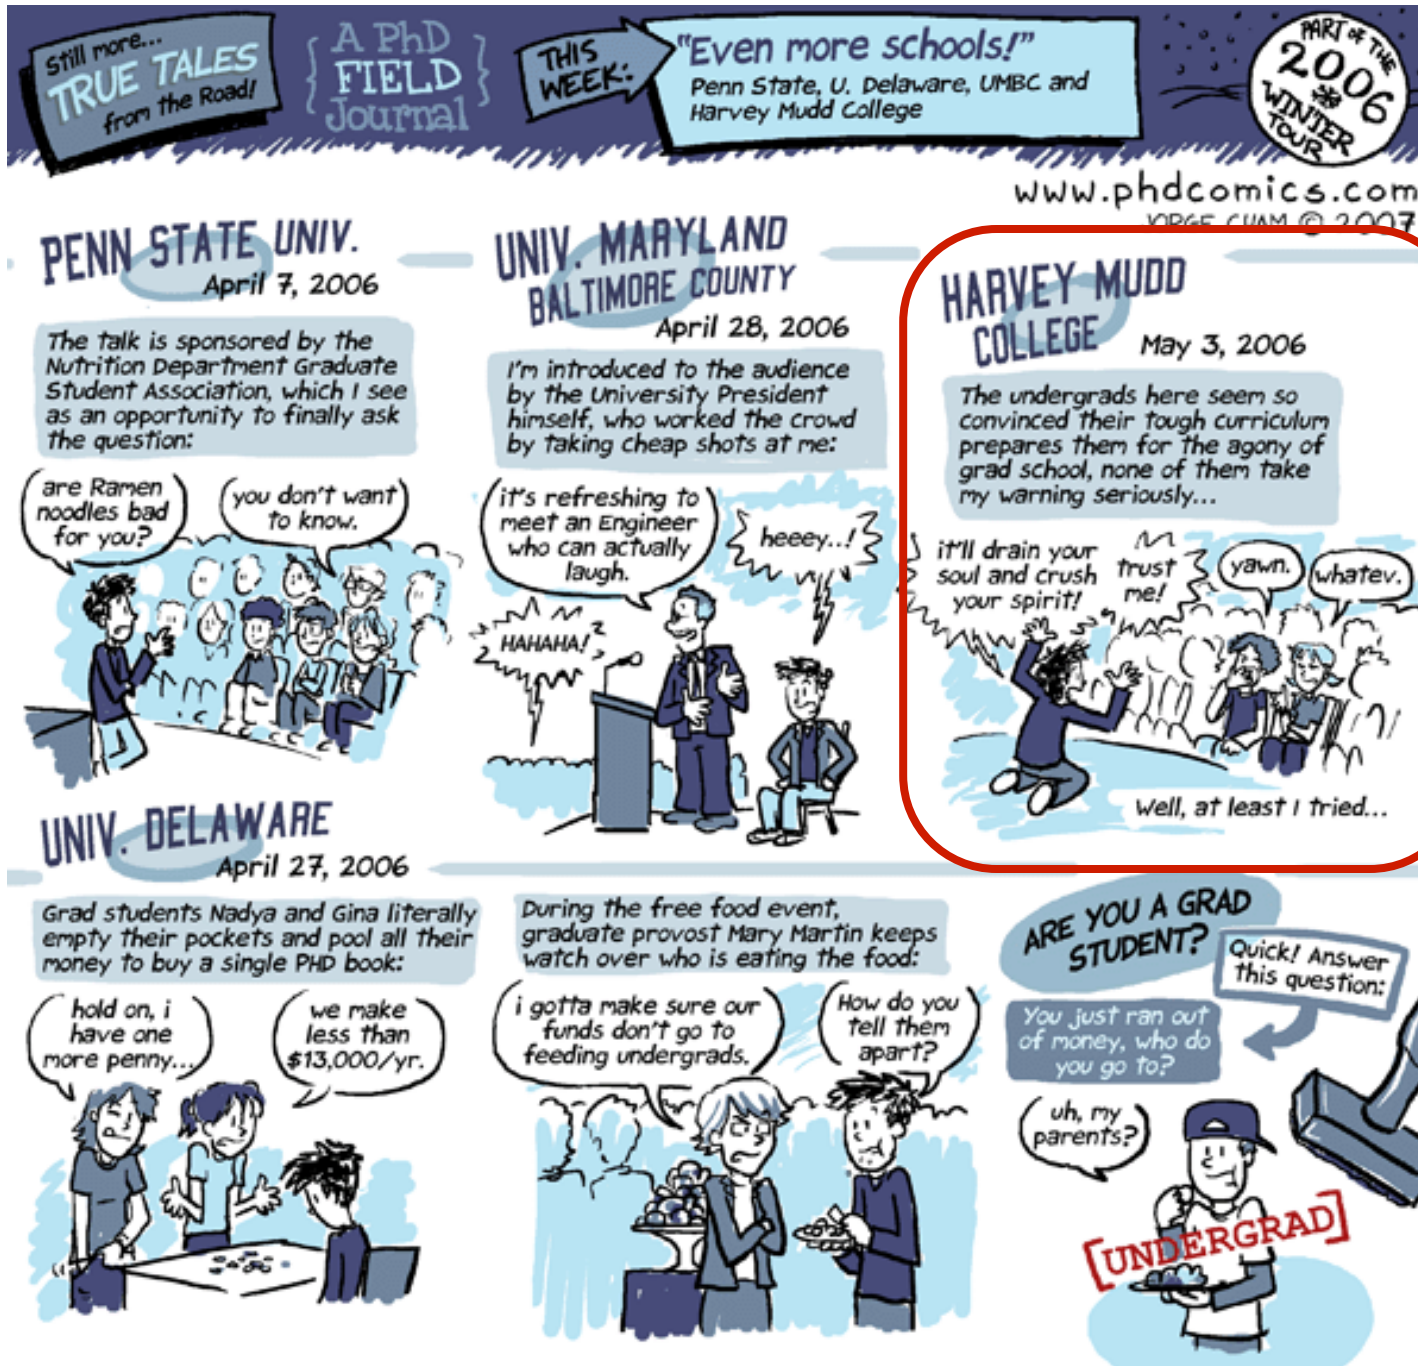 Still more...
TRUE TALES
from the Road!
A PhD
FIELD
Journal
THIS
WEEK:
"Even more schools!"
Penn State, U. Delaware, UMBC and
Harvey Mudd College
PART OF THE
2006
WINTER
TOUR
www.phdcomics.com
JORGE CHAM © 2007
PENN STATE UNIV.
April 7, 2006
The talk is sponsored by the
Nutrition Department Graduate
Student Association, which I see
as an opportunity to finally ask
the question:
are Ramen
noodles bad
for you?
you don't want
to know.
UNIV. MARYLAND
BALTIMORE COUNTY
April 28, 2006
I'm introduced to the audience
by the University President
himself, who worked the crowd
by taking cheap shots at me:
it's refreshing to
meet an Engineer
who can actually
laugh.
heeey..!
HAHAHA!
HARVEY MUDD
COLLEGE
May 3, 2006
The undergrads here seem so
convinced their tough curriculum
prepares them for the agony of
grad school, none of them take
my warning seriously...
it'll drain your
soul and crush
your spirit!
trust
me!
yawn.
whatev.
Well, at least I tried...
UNIV. DELAWARE
April 27, 2006
Grad students Nadya and Gina literally
empty their pockets and pool all their
money to buy a single PHD book:
hold on, i
have one
more penny...
we make
less than
$13,000/yr.
During the free food event,
graduate provost Mary Martin keeps
watch over who is eating the food:
i gotta make sure our
funds don't go to
feeding undergrads.
How do you
tell them
apart?
ARE YOU A GRAD
STUDENT?
Quick! Answer
this question:
You just ran out
of money, who do
you go to?
uh, my
parents?
[UNDERGRAD]